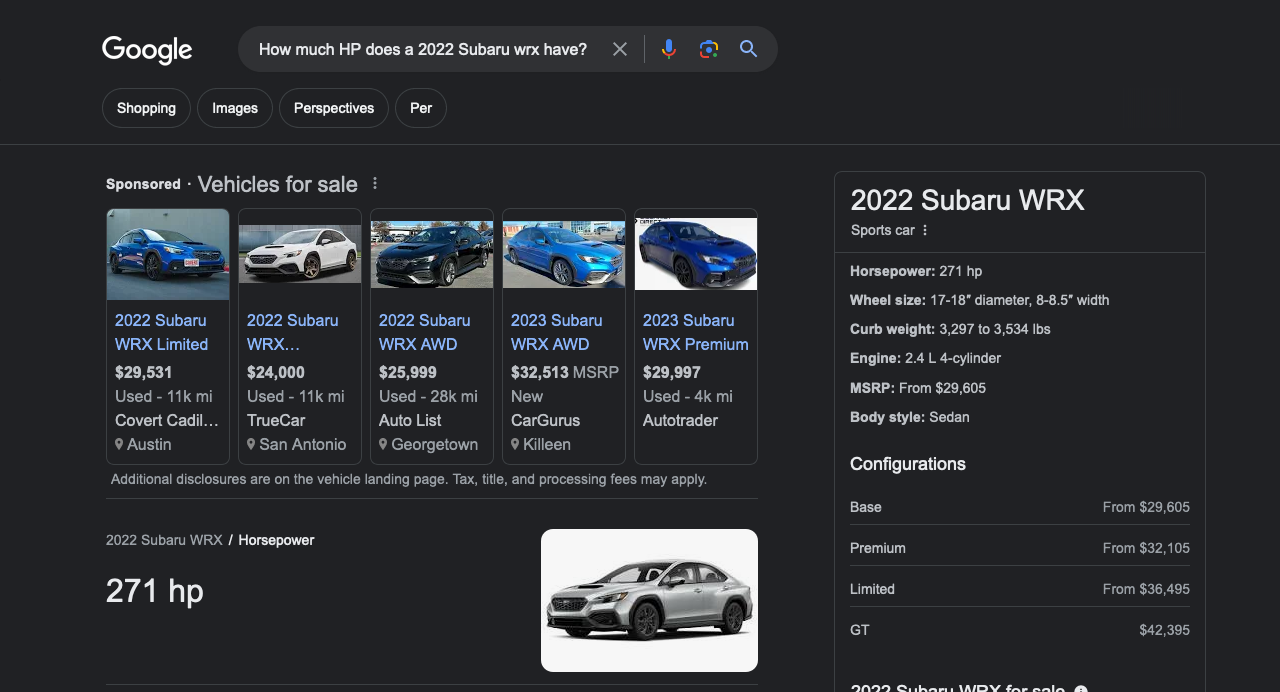 Google
How much HP does a 2022 Subaru wrx have?
Shopping
Images
Perspectives
Per
Sponsored · Vehicles for sale
2022 Subaru
WRX Limited
$29,531
Used - 11k mi
Covert Cadil...
Austin
2022 Subaru
WRX...
$24,000
Used - 11k mi
TrueCar
San Antonio
2022 Subaru
WRX AWD
$25,999
Used - 28k mi
Auto List
Georgetown
2023 Subaru
WRX AWD
$32,513 MSRP
New
CarGurus
Killeen
2023 Subaru
WRX Premium
$29,997
Used - 4k mi
Autotrader
Additional disclosures are on the vehicle landing page. Tax, title, and processing fees may apply.
2022 Subaru WRX / Horsepower
271 hp
2022 Subaru WRX
Sports car
Horsepower: 271 hp
Wheel size: 17-18″ diameter, 8-8.5″ width
Curb weight: 3,297 to 3,534 lbs
Engine: 2.4 L 4-cylinder
MSRP: From $29,605
Body style: Sedan
Configurations
Base From $29,605
Premium From $32,105
Limited From $36,495
GT $42,395
2022 Subaru WRX for sale